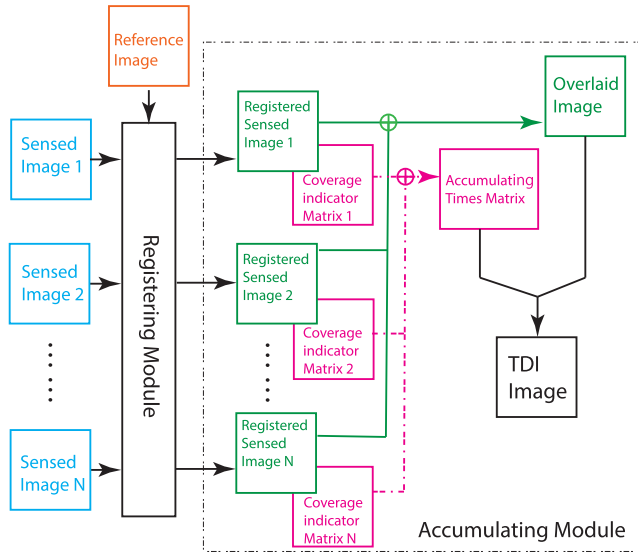 Reference
Image
Sensed
Image 1
Sensed
Image 2
Sensed
Image N
Registering Module
Registered
Sensed
Image 1
Coverage
indicator
Matrix 1
Registered
Sensed
Image 2
Coverage
indicator
Matrix 2
Registered
Sensed
Image N
Coverage
indicator
Matrix N
Overlaid
Image
Accumulating
Times Matrix
TDI
Image
Accumulating Module